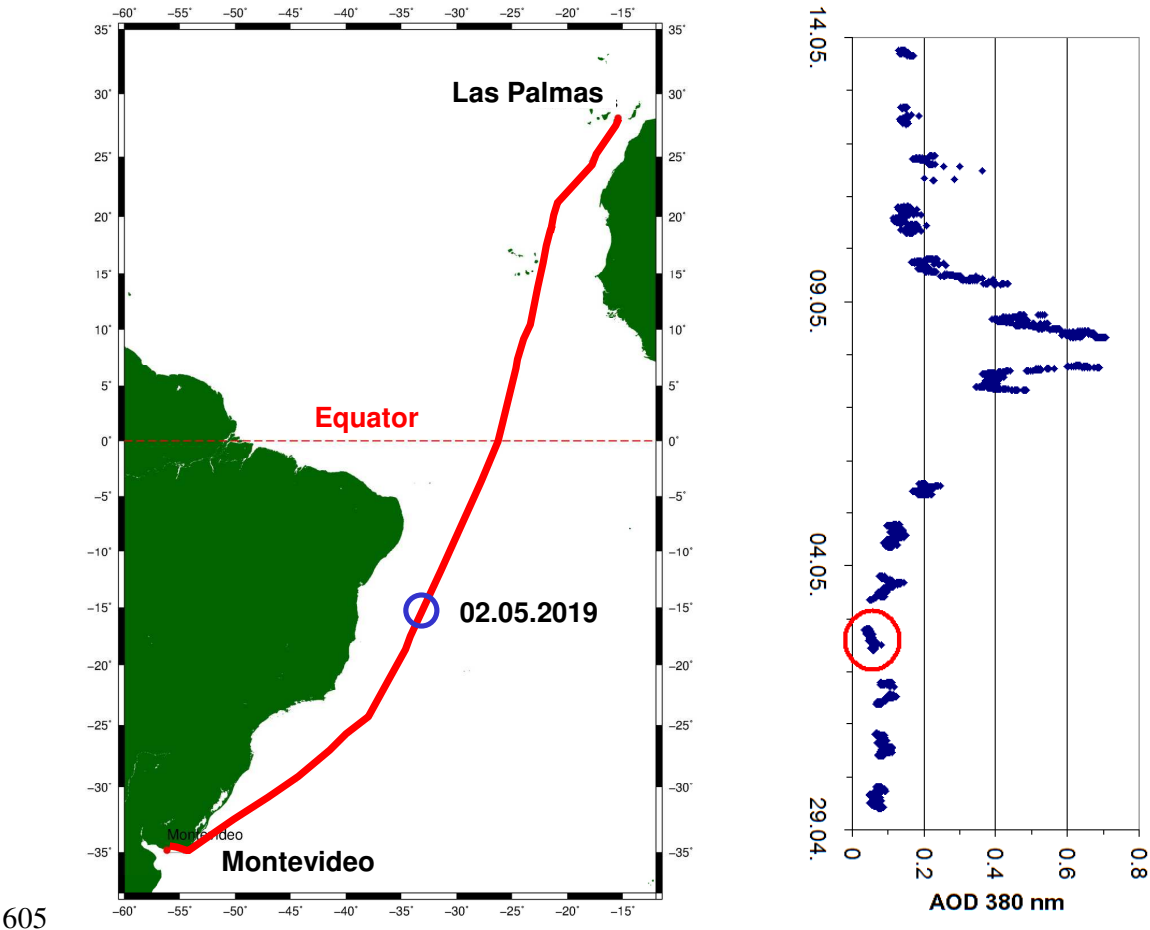 −60˚ −55˚ −50˚ −45˚ −40˚ −35˚ −30˚ −25˚ −20˚ −15˚
35˚ 35˚
30˚ 30˚
25˚ 25˚
20˚ 20˚
15˚ 15˚
10˚ 10˚
5˚ 5˚
0˚ 0˚
−5˚ −5˚
−10˚ −10˚
−15˚ −15˚
−20˚ −20˚
−25˚ −25˚
−30˚ −30˚
−35˚ −35˚
−60˚ −55˚ −50˚ −45˚ −40˚ −35˚ −30˚ −25˚ −20˚ −15˚
Las Palmas
Equator
02.05.2019
Montevideo
Montevideo
14.05.
09.05.
04.05.
29.04.
0 0.2 0.4 0.6 0.8
AOD 380 nm
605